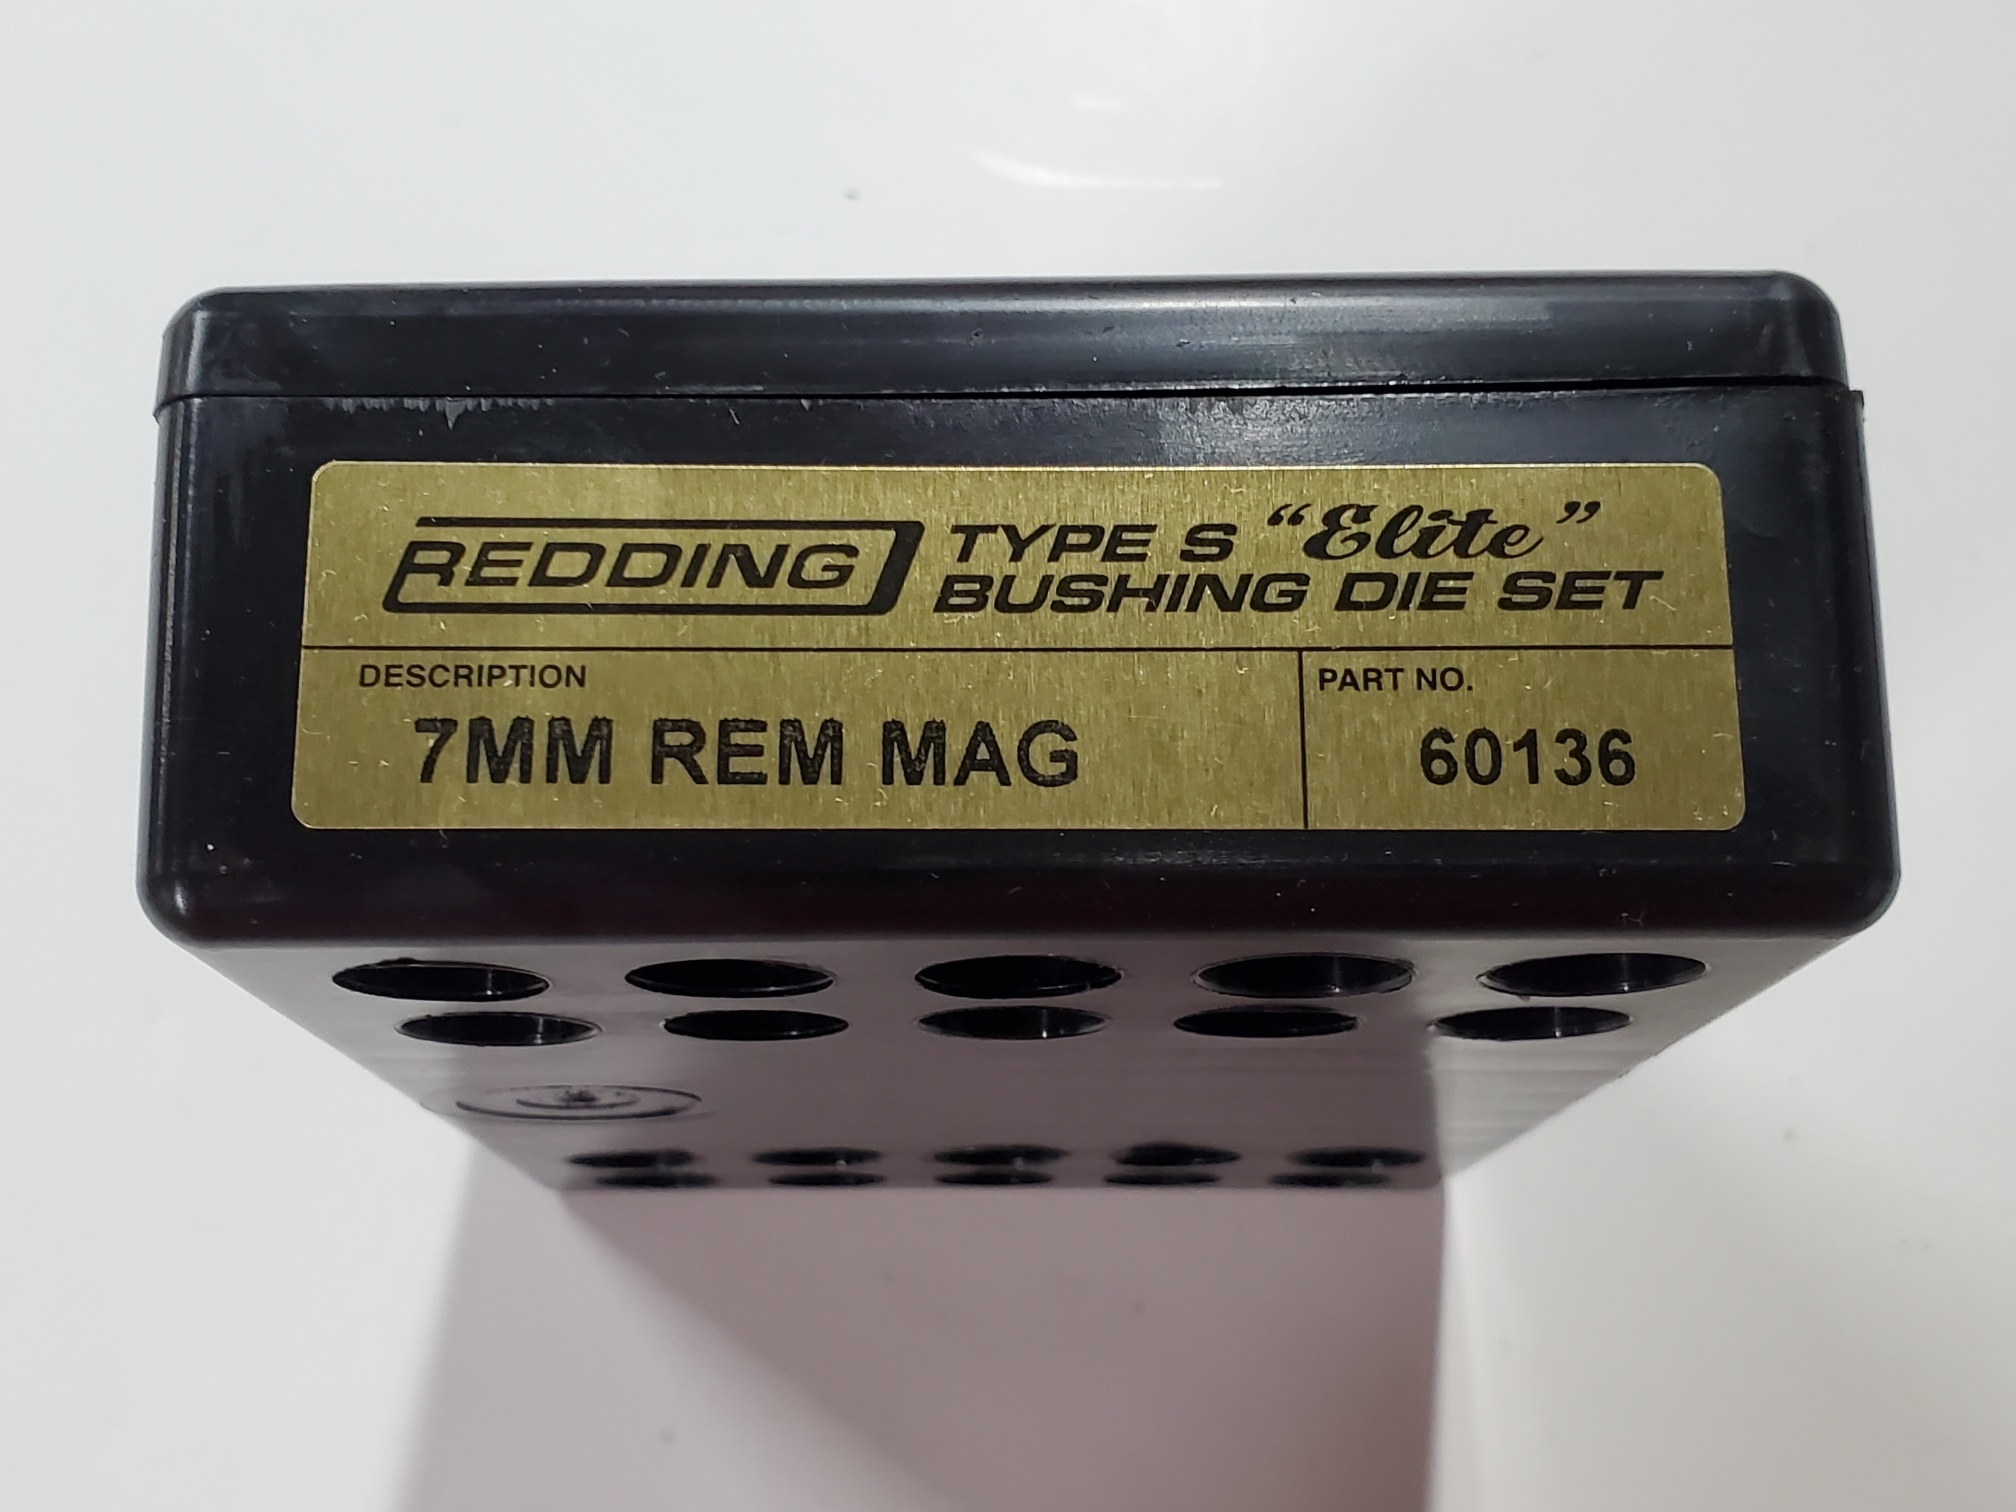 REDDING TYPE S "Elite"
BUSHING DIE SET
DESCRIPTION
7MM REM MAG
PART NO.
60136